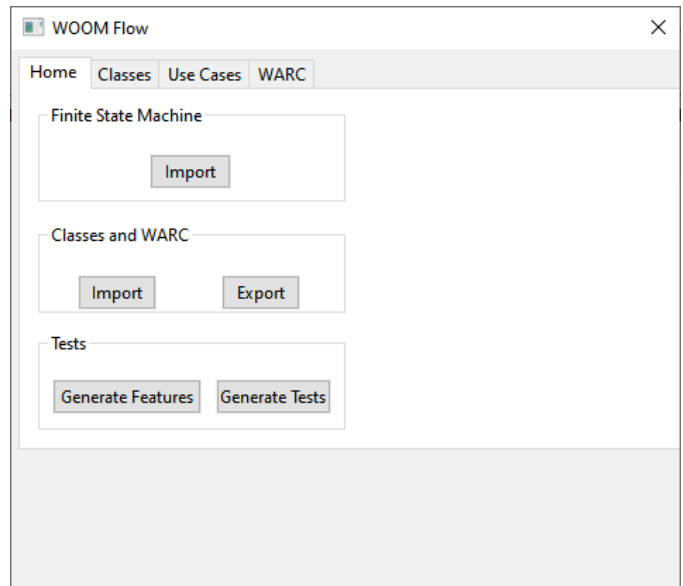 WOOM Flow
Home Classes Use Cases WARC
Finite State Machine
Import
Classes and WARC
Import Export
Tests
Generate Features Generate Tests